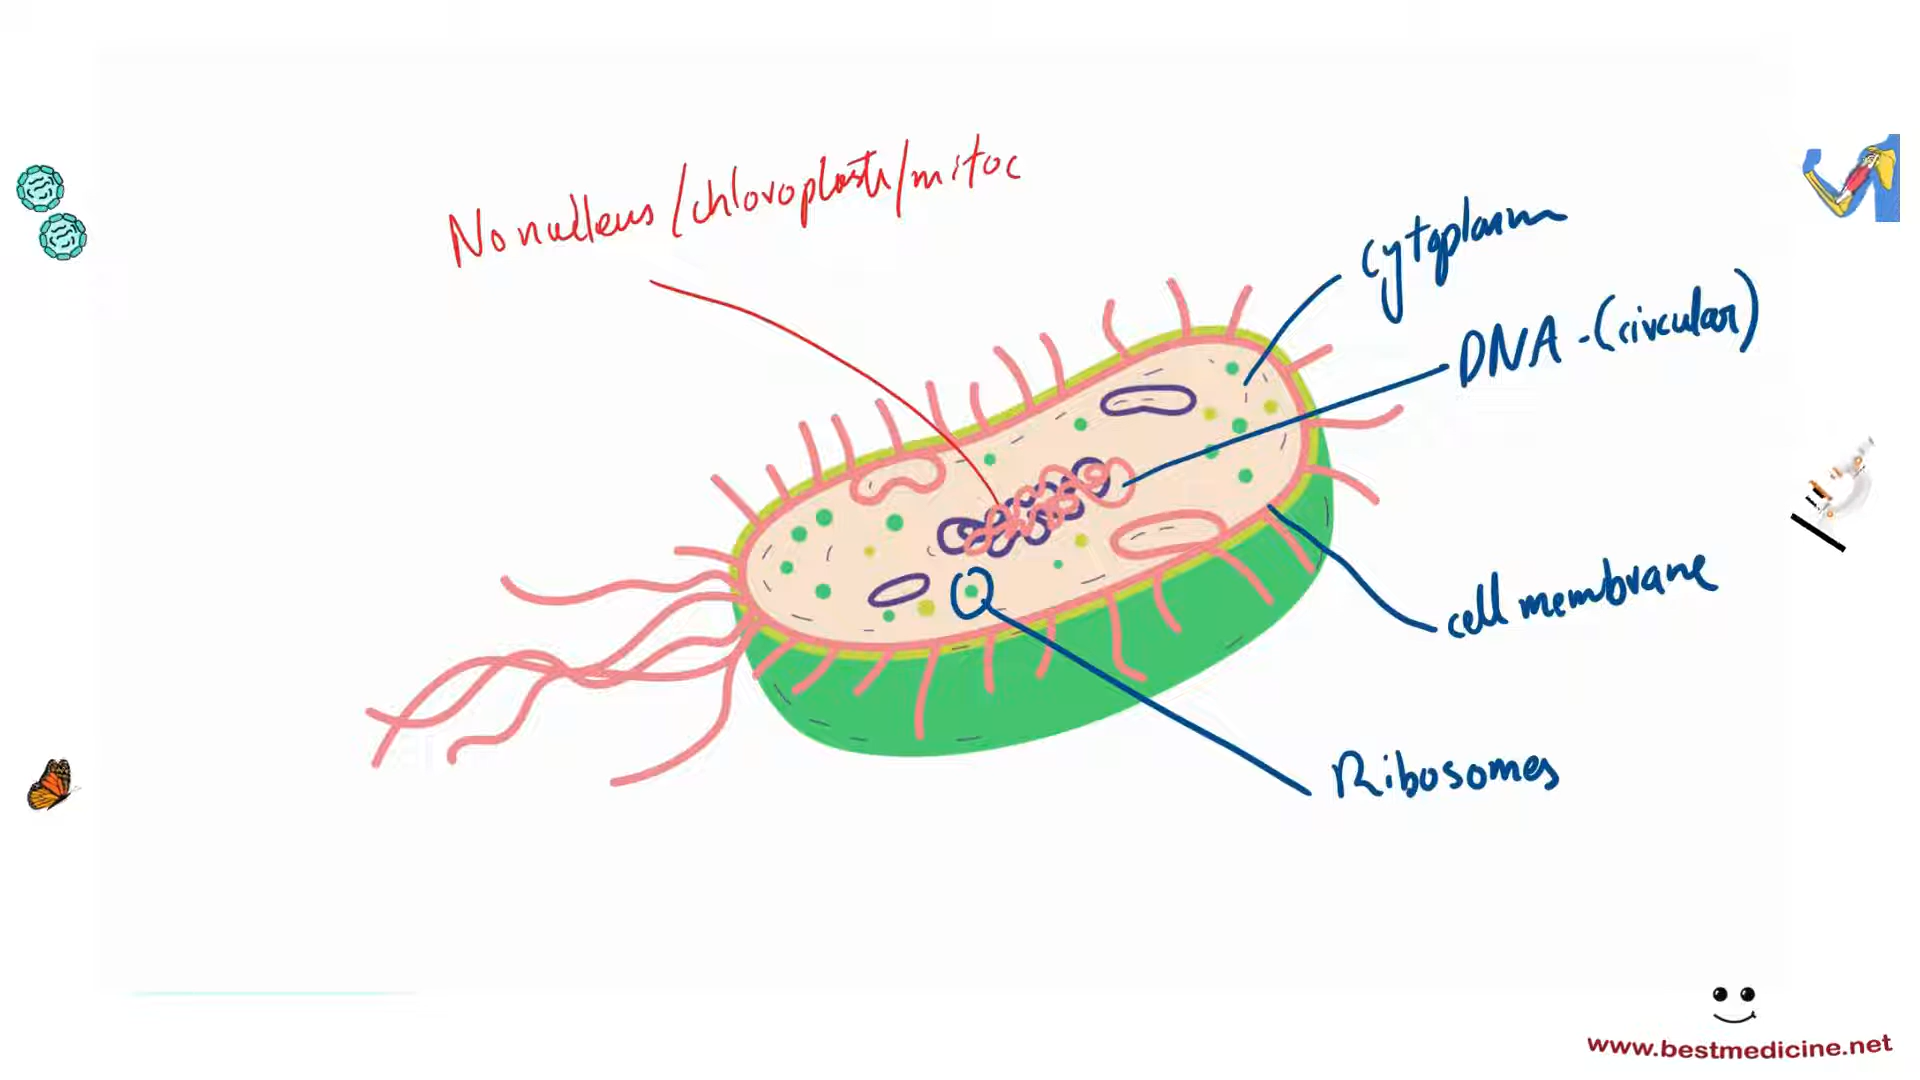 No nucleus/chloroplasts/mitoc
cytoplasm
DNA-(circular)
cell membrane
Ribosomes
www.bestmedicine.net